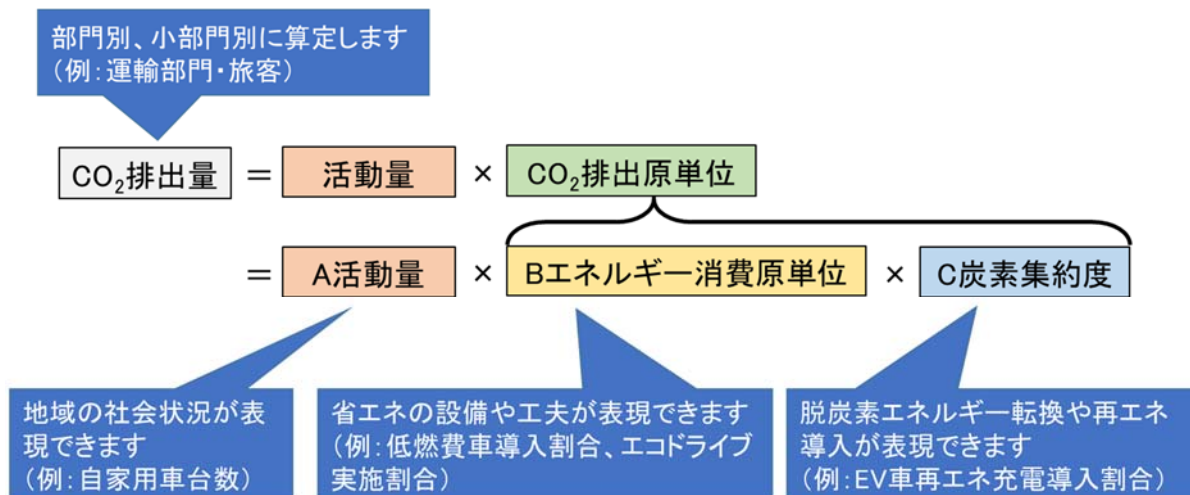 部門別、小部門別に算定します
（例：運輸部門・旅客）
CO₂排出量 ＝ 活動量 × CO₂排出原単位
＝ A活動量 × Bエネルギー消費原単位 × C炭素集約度
地域の社会状況が表
現できます
（例：自家用車台数）
省エネの設備や工夫が表現できます
（例：低燃費車導入割合、エコドライブ
実施割合）
脱炭素エネルギー転換や再エネ
導入が表現できます
（例：EV車再エネ充電導入割合）